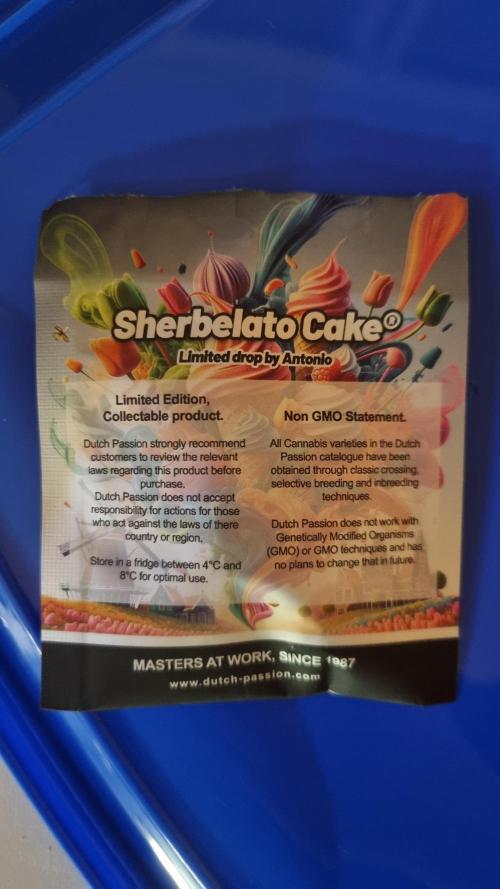 Sherbelato Cake®
Limited drop by Antonio
Limited Edition,
Collectable product.
Dutch Passion strongly recommend
customers to review the relevant
laws regarding this product before
purchase.
Dutch Passion does not accept
responsibility for actions for those
who act against the laws of there
country or region.
Store in a fridge between 4°C and
8°C for optimal use.
Non GMO Statement.
All Cannabis varieties in the Dutch
Passion catalogue have been
obtained through classic crossing,
selective breeding and inbreeding
techniques.
Dutch Passion does not work with
Genetically Modified Organisms
(GMO) or GMO techniques and has
no plans to change that in future.
MASTERS AT WORK, SINCE 1987
www.dutch-passion.com